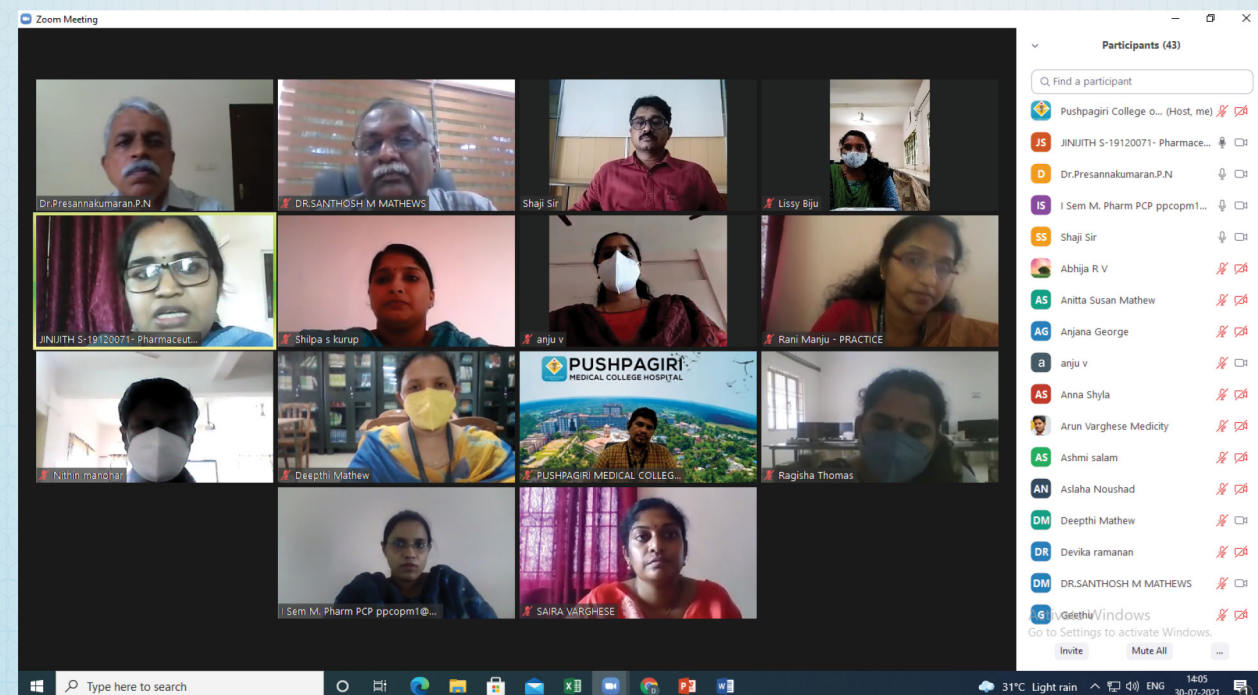 Zoom Meeting
Participants (43)
Find a participant
Pushpagiri College o... (Host, me)
JS JINIJITH S-19120071- Pharmace...
D Dr.Presannakumaran.P.N
IS I Sem M. Pharm PCP ppcopm1...
SS Shaji Sir
Abhija R V
AS Anitta Susan Mathew
AG Anjana George
a anju v
AS Anna Shyla
Arun Varghese Medicity
AS Ashmi salam
AN Aslaha Noushad
DM Deepthi Mathew
DR Devika ramanan
DM DR.SANTHOSH M MATHEWS
G Geethu
Activate Windows
Go to Settings to activate Windows.
Invite Mute All ...
Dr.Presannakumaran.P.N
DR.SANTHOSH M MATHEWS
Shaji Sir
Lissy Biju
JINIJITH S-19120071- Pharmaceut...
Shilpa s kurup
anju v
Rani Manju - PRACTICE
Nithin manohar
Deepthi Mathew
PUSHPAGIRI
MEDICAL COLLEGE HOSPITAL
PUSHPAGIRI MEDICAL COLLEG...
Ragisha Thomas
I Sem M. Pharm PCP ppcopm1@...
SAIRA VARGHESE
Type here to search
31°C Light rain
ENG
14:05
30-07-2021